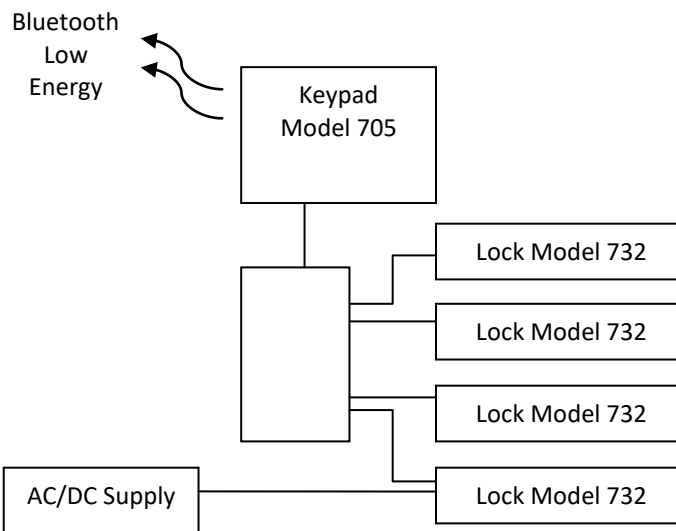 Bluetooth
Low
Energy
Keypad
Model 705
Lock Model 732
Lock Model 732
Lock Model 732
AC/DC Supply
Lock Model 732